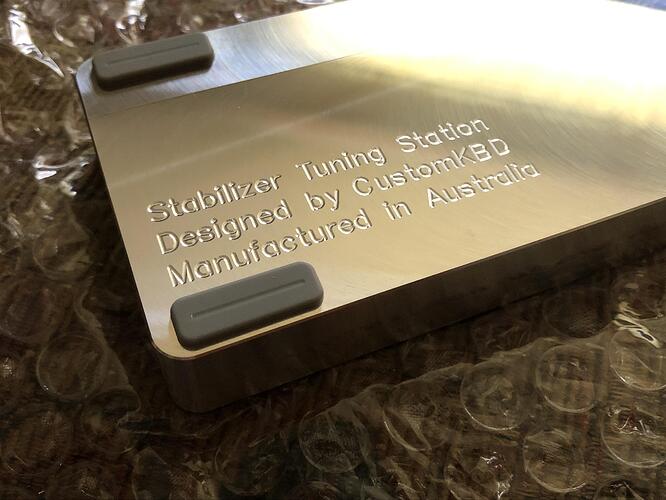 Stabilizer Tuning Station
Designed by CustomKBD
Manufactured in Australia